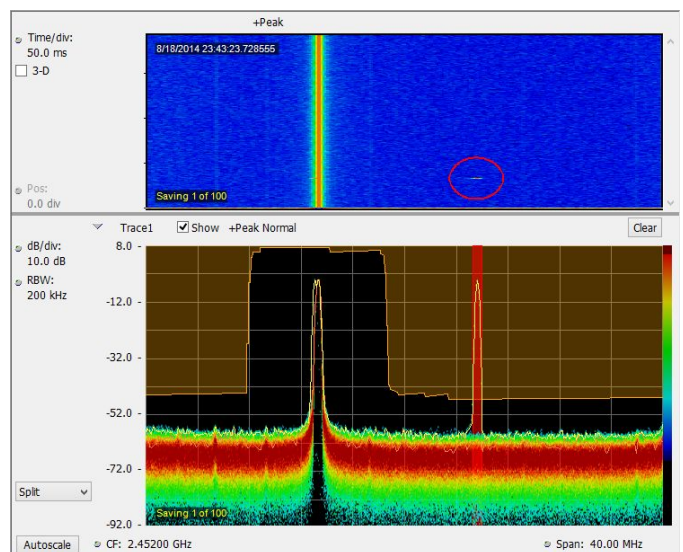 +Peak
Time/div:
50.0 ms
3-D
8/18/2014 23:43:23.728555
Pos:
0.0 div
Saving 1 of 100
Trace1 Show +Peak Normal Clear
dB/div:
10.0 dB
RBW:
200 kHz
8.0
-12.0
-32.0
-52.0
-72.0
-92.0
Split
Saving 1 of 100
Autoscale CF: 2.45200 GHz Span: 40.00 MHz